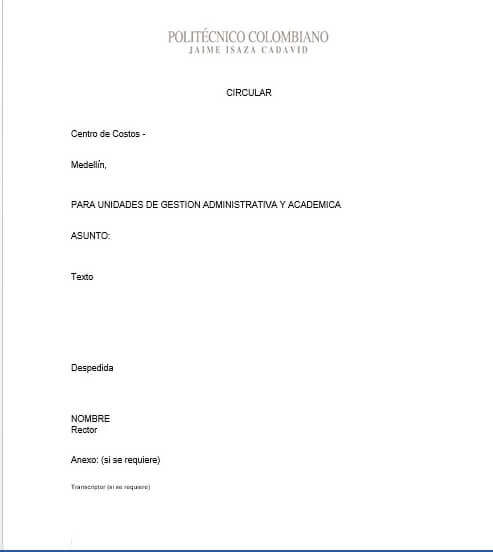 POLITÉCNICO COLOMBIANO
JAIME ISAZA CADAVID
CIRCULAR
Centro de Costos -
Medellín,
PARA UNIDADES DE GESTION ADMINISTRATIVA Y ACADEMICA
ASUNTO:
Texto
Despedida
NOMBRE
Rector
Anexo: (si se requiere)
Transcriptor (si se requiere)